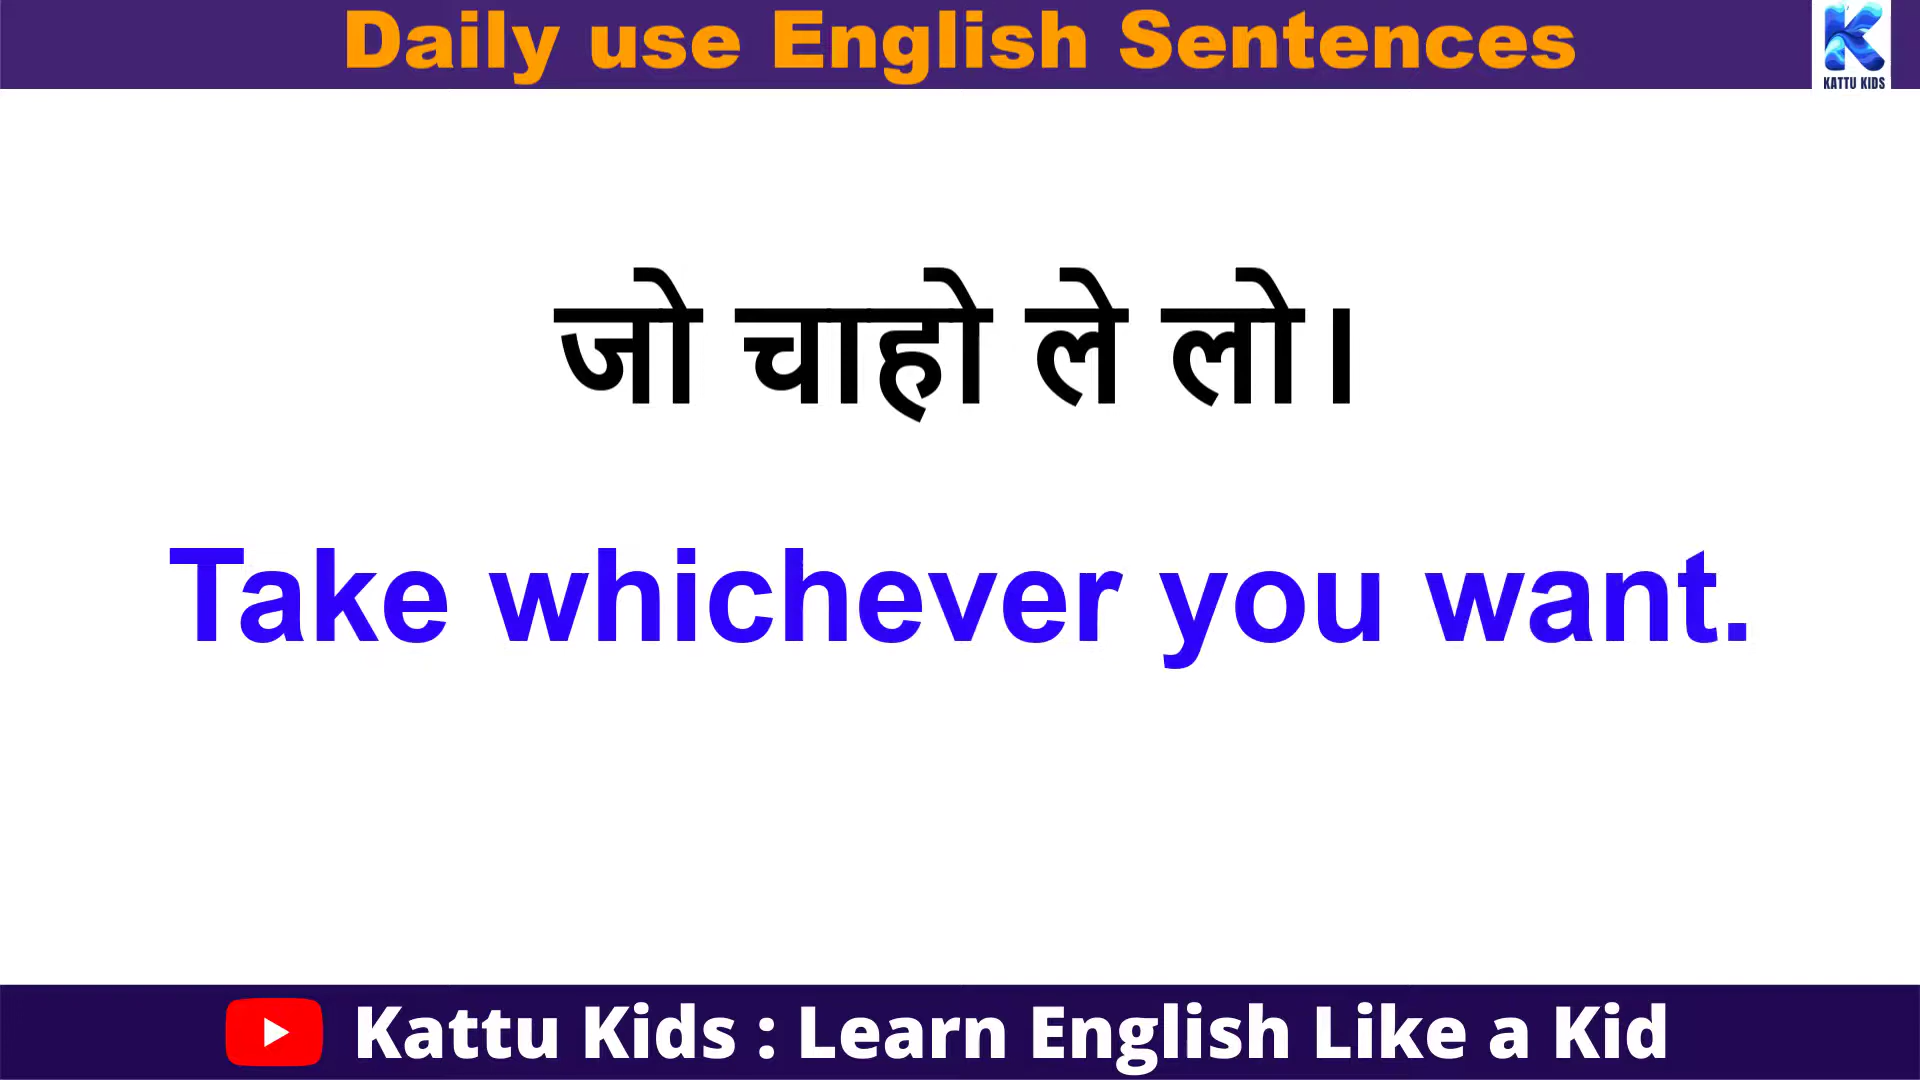 Daily use English Sentences
KATTU KIDS
जो चाहो ले लो।
Take whichever you want.
Kattu Kids : Learn English Like a Kid